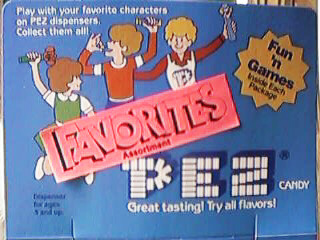 Play with your favorite characters
on PEZ dispensers.
Collect them all!
Fun
'n
Games
Inside Each
Package
FAVORITES
Assortment
PEZ®
CANDY
Great tasting! Try all flavors!
Dispenser
for ages
3 and up.